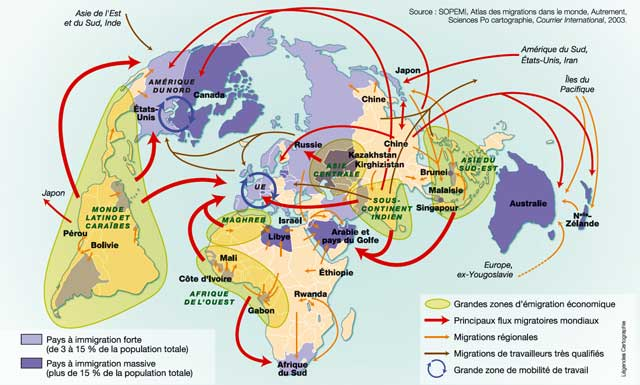 Source : SOPEMI, Atlas des migrations dans le monde, Autrement,
Sciences Po cartographie, Courrier International, 2003.
Asie de l'Est
et du Sud, Inde
Amérique du Sud,
États-Unis, Iran
Îles du
Pacifique
Japon
AMÉRIQUE
DU NORD
Canada
États-
Unis
Chine
Russie
Chine
Kazakhstan
Kirghizistan
ASIE
CENTRALE
ASIE DU
SUD-EST
Brunei
Malaisie
Singapour
SOUS-
CONTINENT
INDIEN
UE
Japon
MONDE
LATINO ET
CARAÏBES
Pérou
Bolivie
MAGHREB
Israël
Libye
Arabie et
pays du Golfe
Australie
Nlle-
Zélande
Mali
Côte d'Ivoire
AFRIQUE
DE L'OUEST
Éthiopie
Rwanda
Gabon
Afrique
du Sud
Europe,
ex-Yougoslavie
Pays à immigration forte
(de 3 à 15 % de la population totale)
Pays à immigration massive
(plus de 15 % de la population totale)
Grandes zones d'émigration économique
Principaux flux migratoires mondiaux
Migrations régionales
Migrations de travailleurs très qualifiés
Grande zone de mobilité de travail
Légendes Cartographie